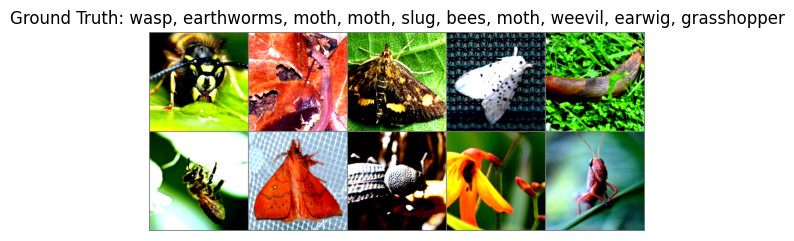 Ground Truth: wasp, earthworms, moth, moth, slug, bees, moth, weevil, earwig, grasshopper